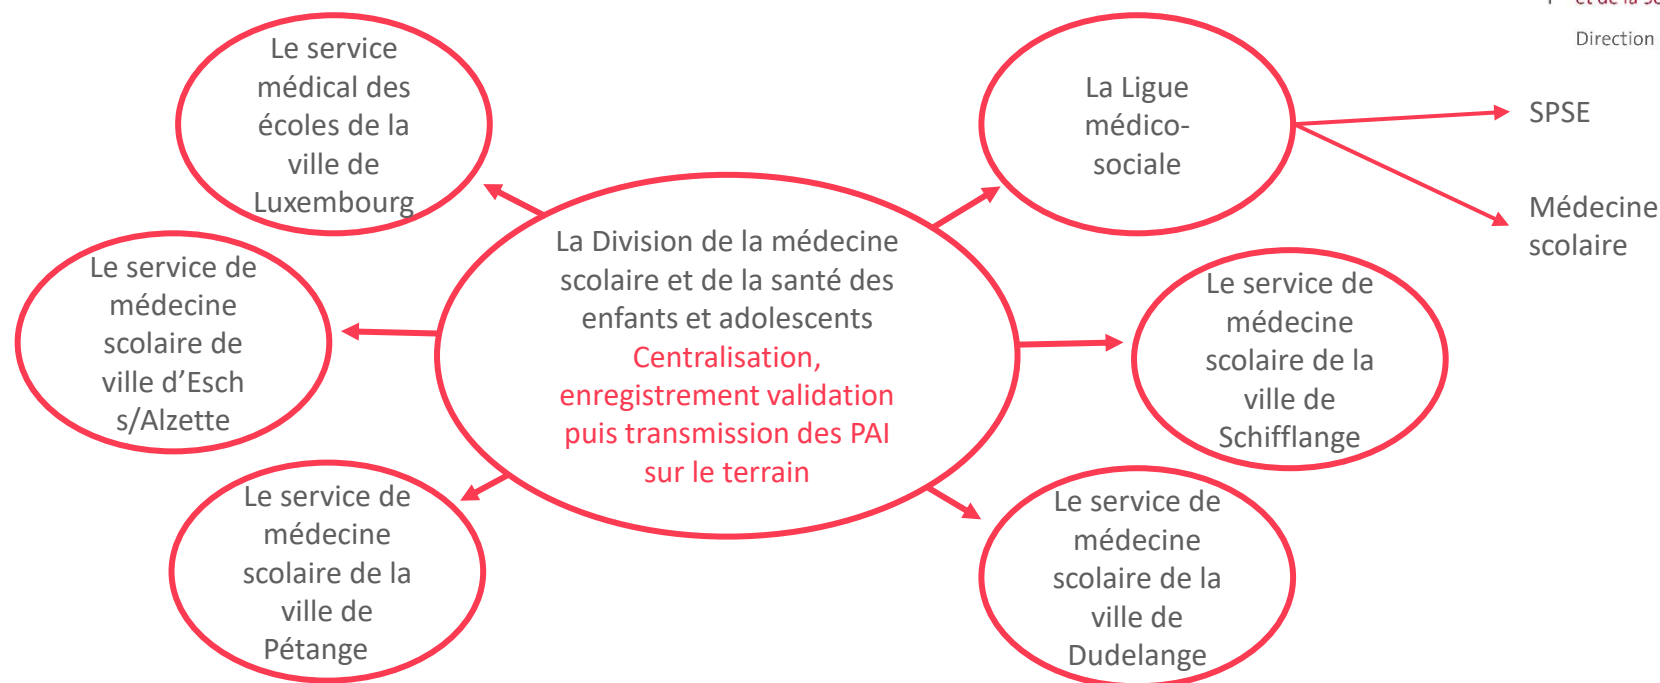 et de la
Direction
Le service
médical des
écoles de la
ville de
Luxembourg
La Ligue
médico-
sociale
SPSE
Médecine
scolaire
La Division de la médecine
scolaire et de la santé des
enfants et adolescents
Centralisation,
enregistrement validation
puis transmission des PAI
sur le terrain
Le service de
médecine
scolaire de
ville d’Esch
s/Alzette
Le service de
médecine
scolaire de la
ville de
Schifflange
Le service de
médecine
scolaire de la
ville de
Pétange
Le service de
médecine
scolaire de la
ville de
Dudelange